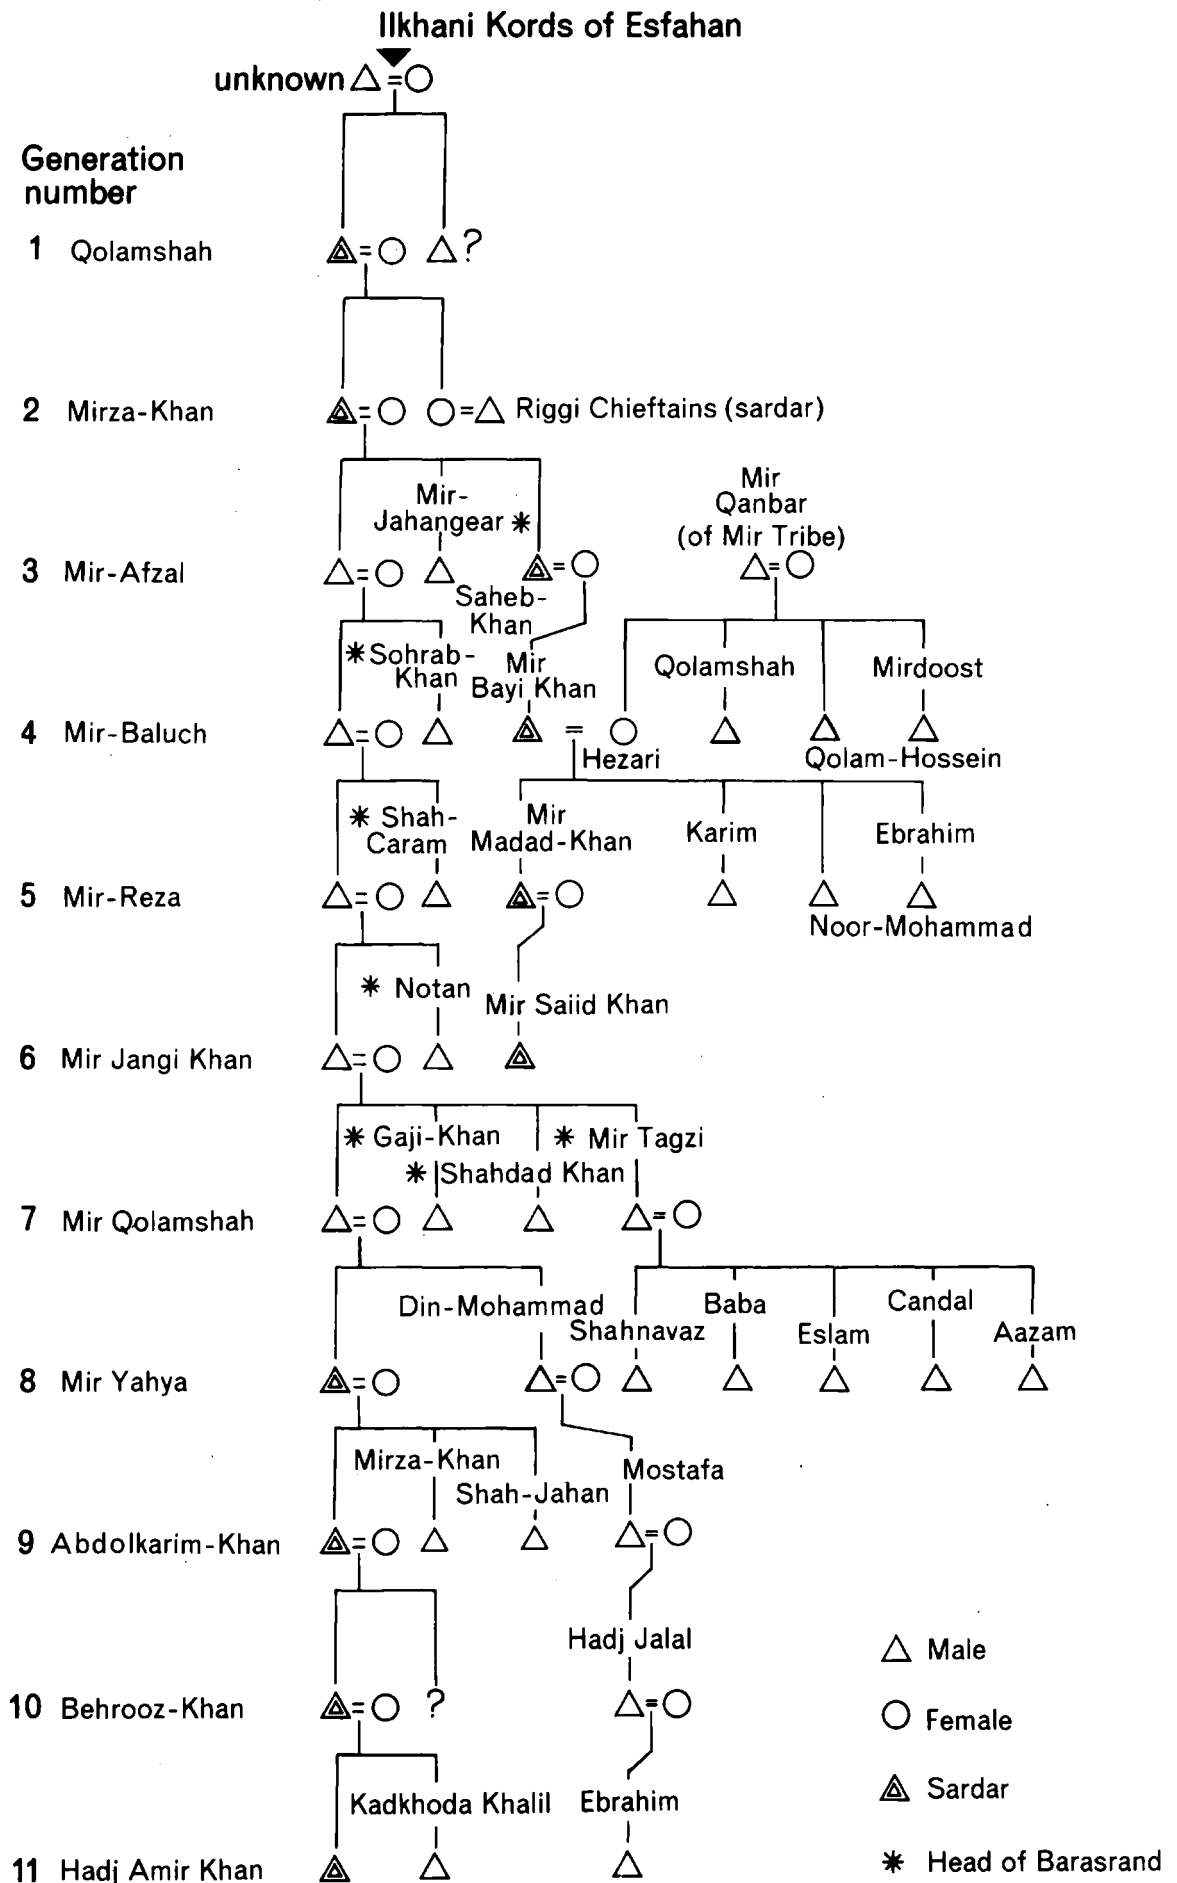 Ilkhani Kords of Esfahan
unknown
Generation
number
1 Qolamshah
?
2 Mirza-Khan
Riggi Chieftains (sardar)
Mir-
Jahangear *
Mir
Qanbar
(of Mir Tribe)
3 Mir-Afzal
Saheb-
Khan
* Sohrab-
Khan
Mir
Bayi Khan
Qolamshah
Mirdoost
4 Mir-Baluch
Hezari
Qolam-Hossein
* Shah-
Caram
Mir
Madad-Khan
Karim
Ebrahim
5 Mir-Reza
Noor-Mohammad
* Notan
Mir Saiid Khan
6 Mir Jangi Khan
* Gaji-Khan
* Mir Tagzi
* Shahdad Khan
7 Mir Qolamshah
Din-Mohammad
Shahnavaz
Baba
Eslam
Candal
Aazam
8 Mir Yahya
Mirza-Khan
Shah-Jahan
Mostafa
9 Abdolkarim-Khan
Hadj Jalal
10 Behrooz-Khan
?
Kadkhoda Khalil
Ebrahim
11 Hadj Amir Khan
Male
Female
Sardar
* Head of Barasrand